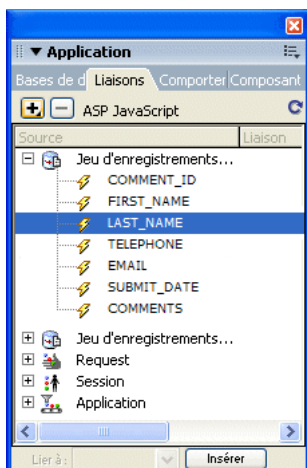 Application
Bases de d Liaisons Comporter Composant
ASP JavaScript
Source Liaison
Jeu d'enregistrements...
COMMENT_ID
FIRST_NAME
LAST_NAME
TELEPHONE
EMAIL
SUBMIT_DATE
COMMENTS
Jeu d'enregistrements...
Request
Session
Application
Lier à : Insérer